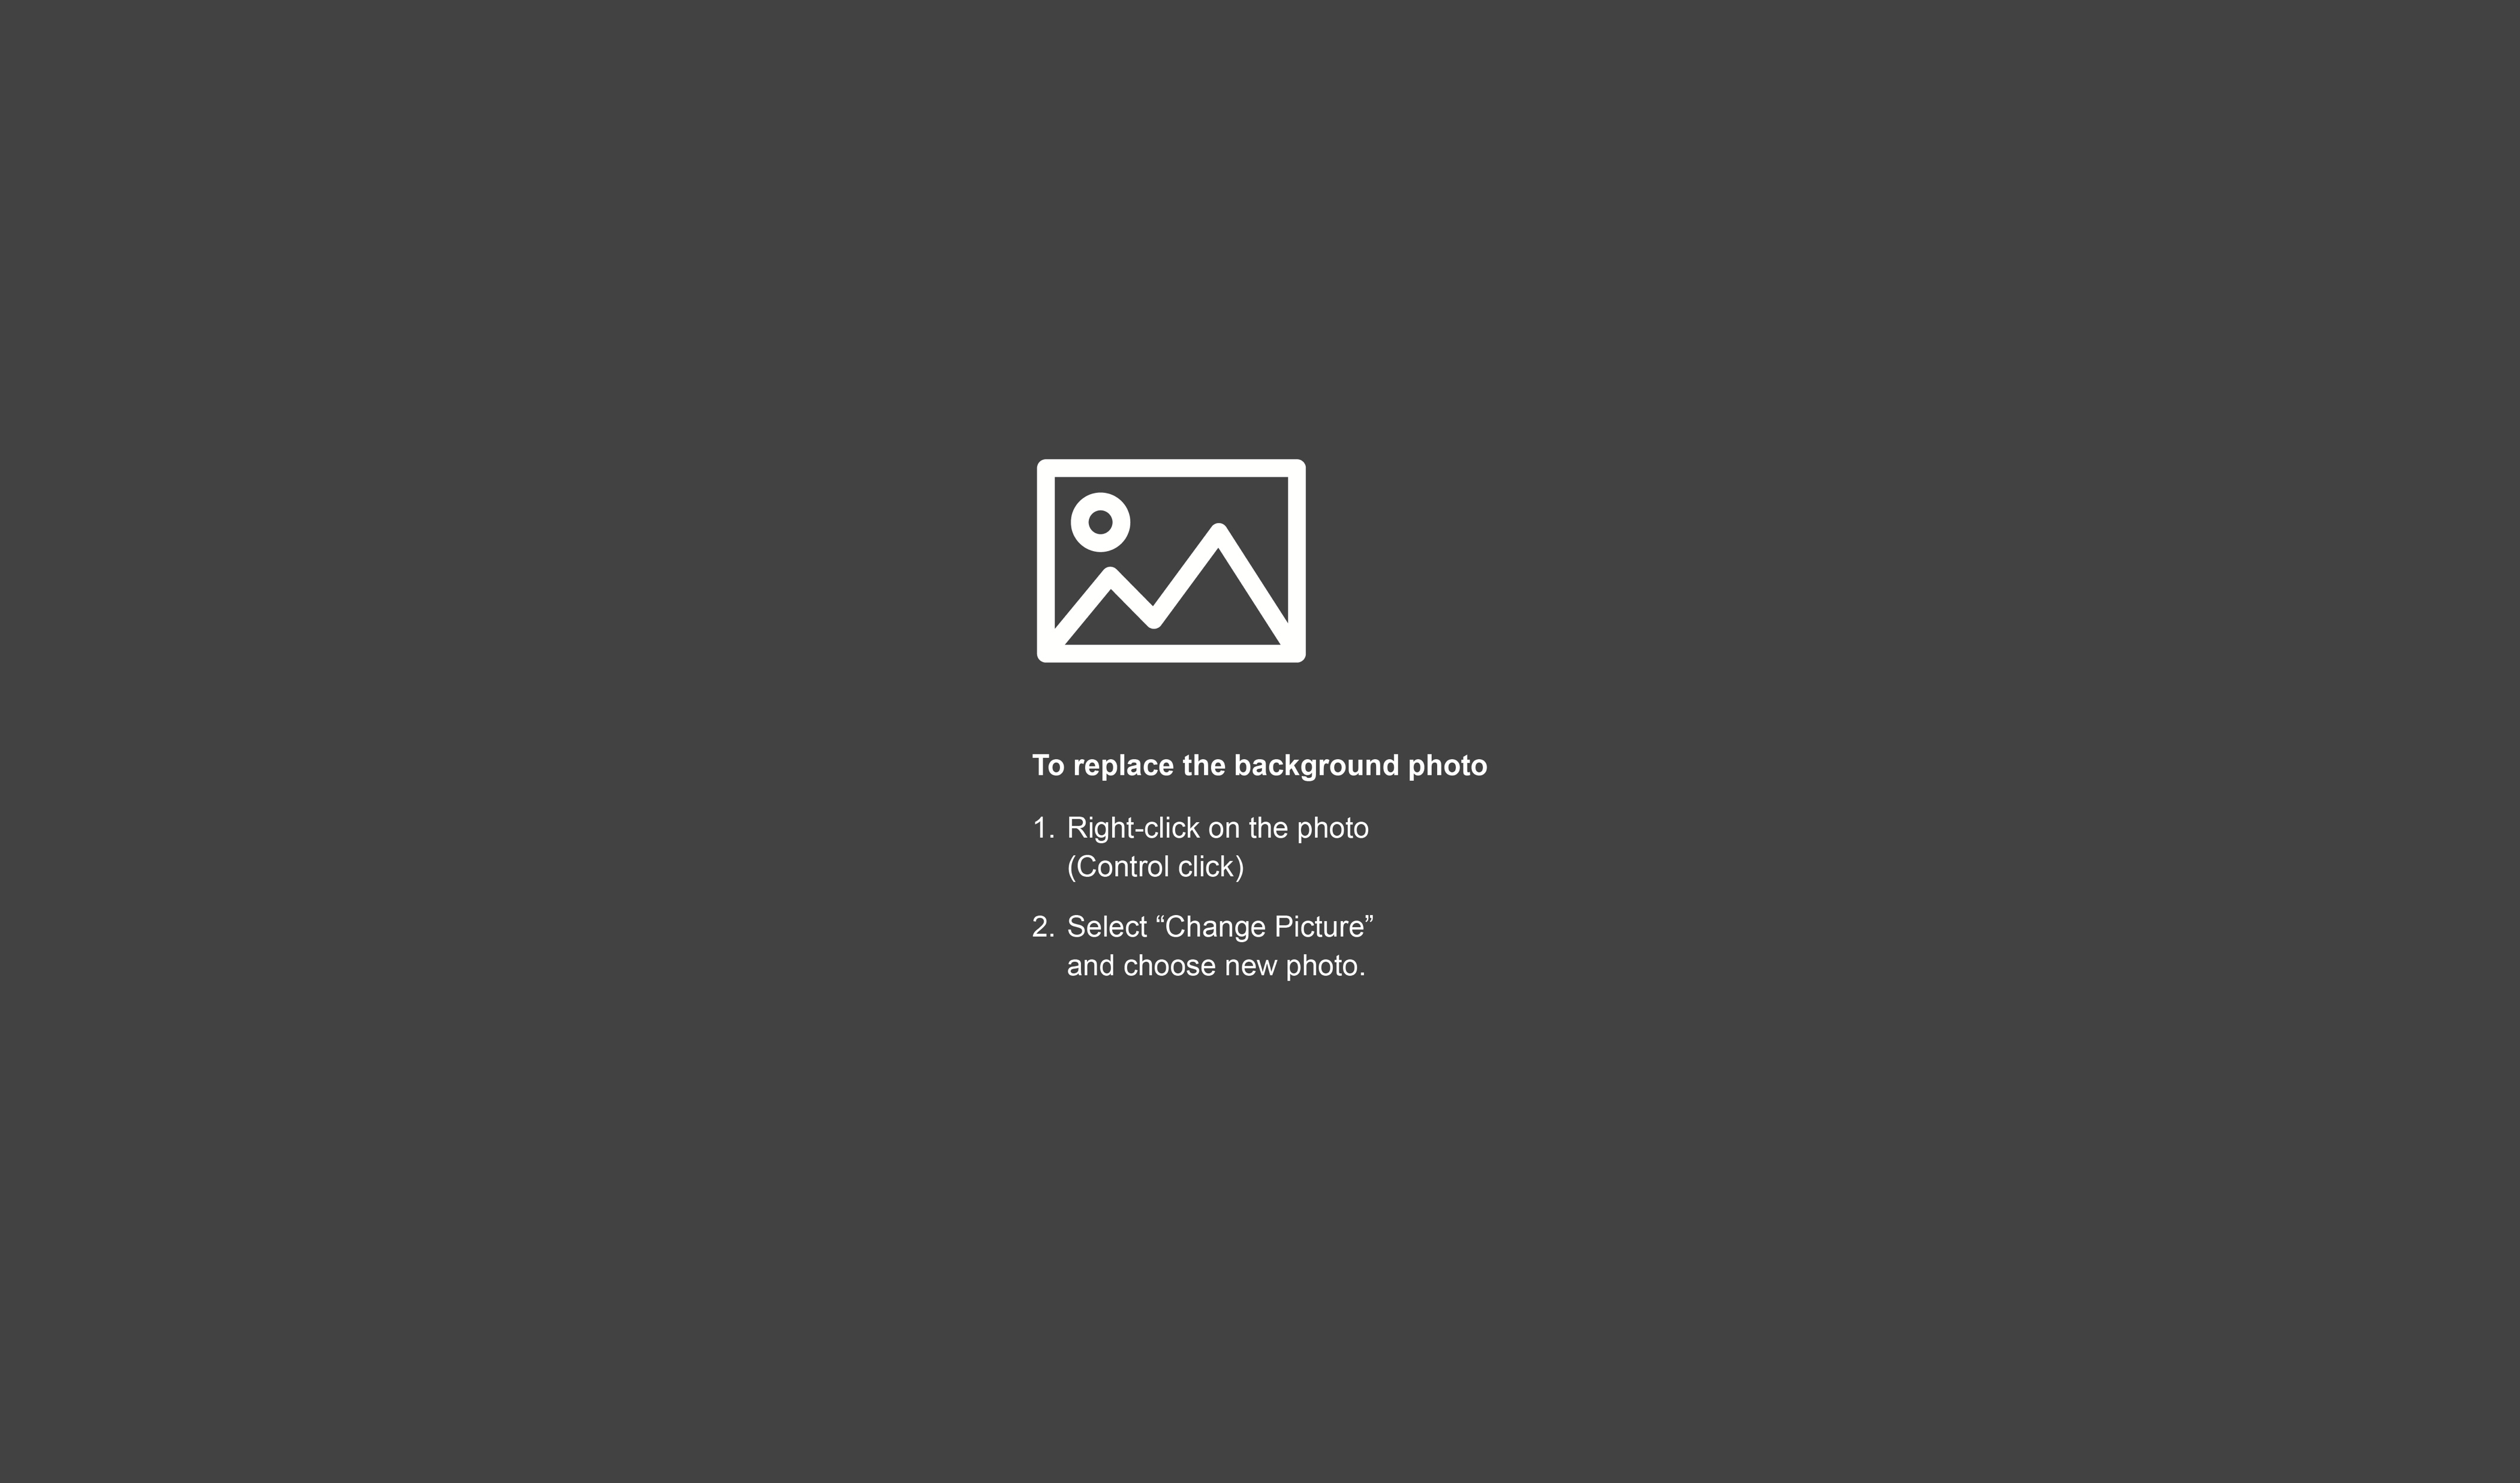 To replace the background photo
1. Right-click on the photo
(Control click)
2. Select “Change Picture”
and choose new photo.